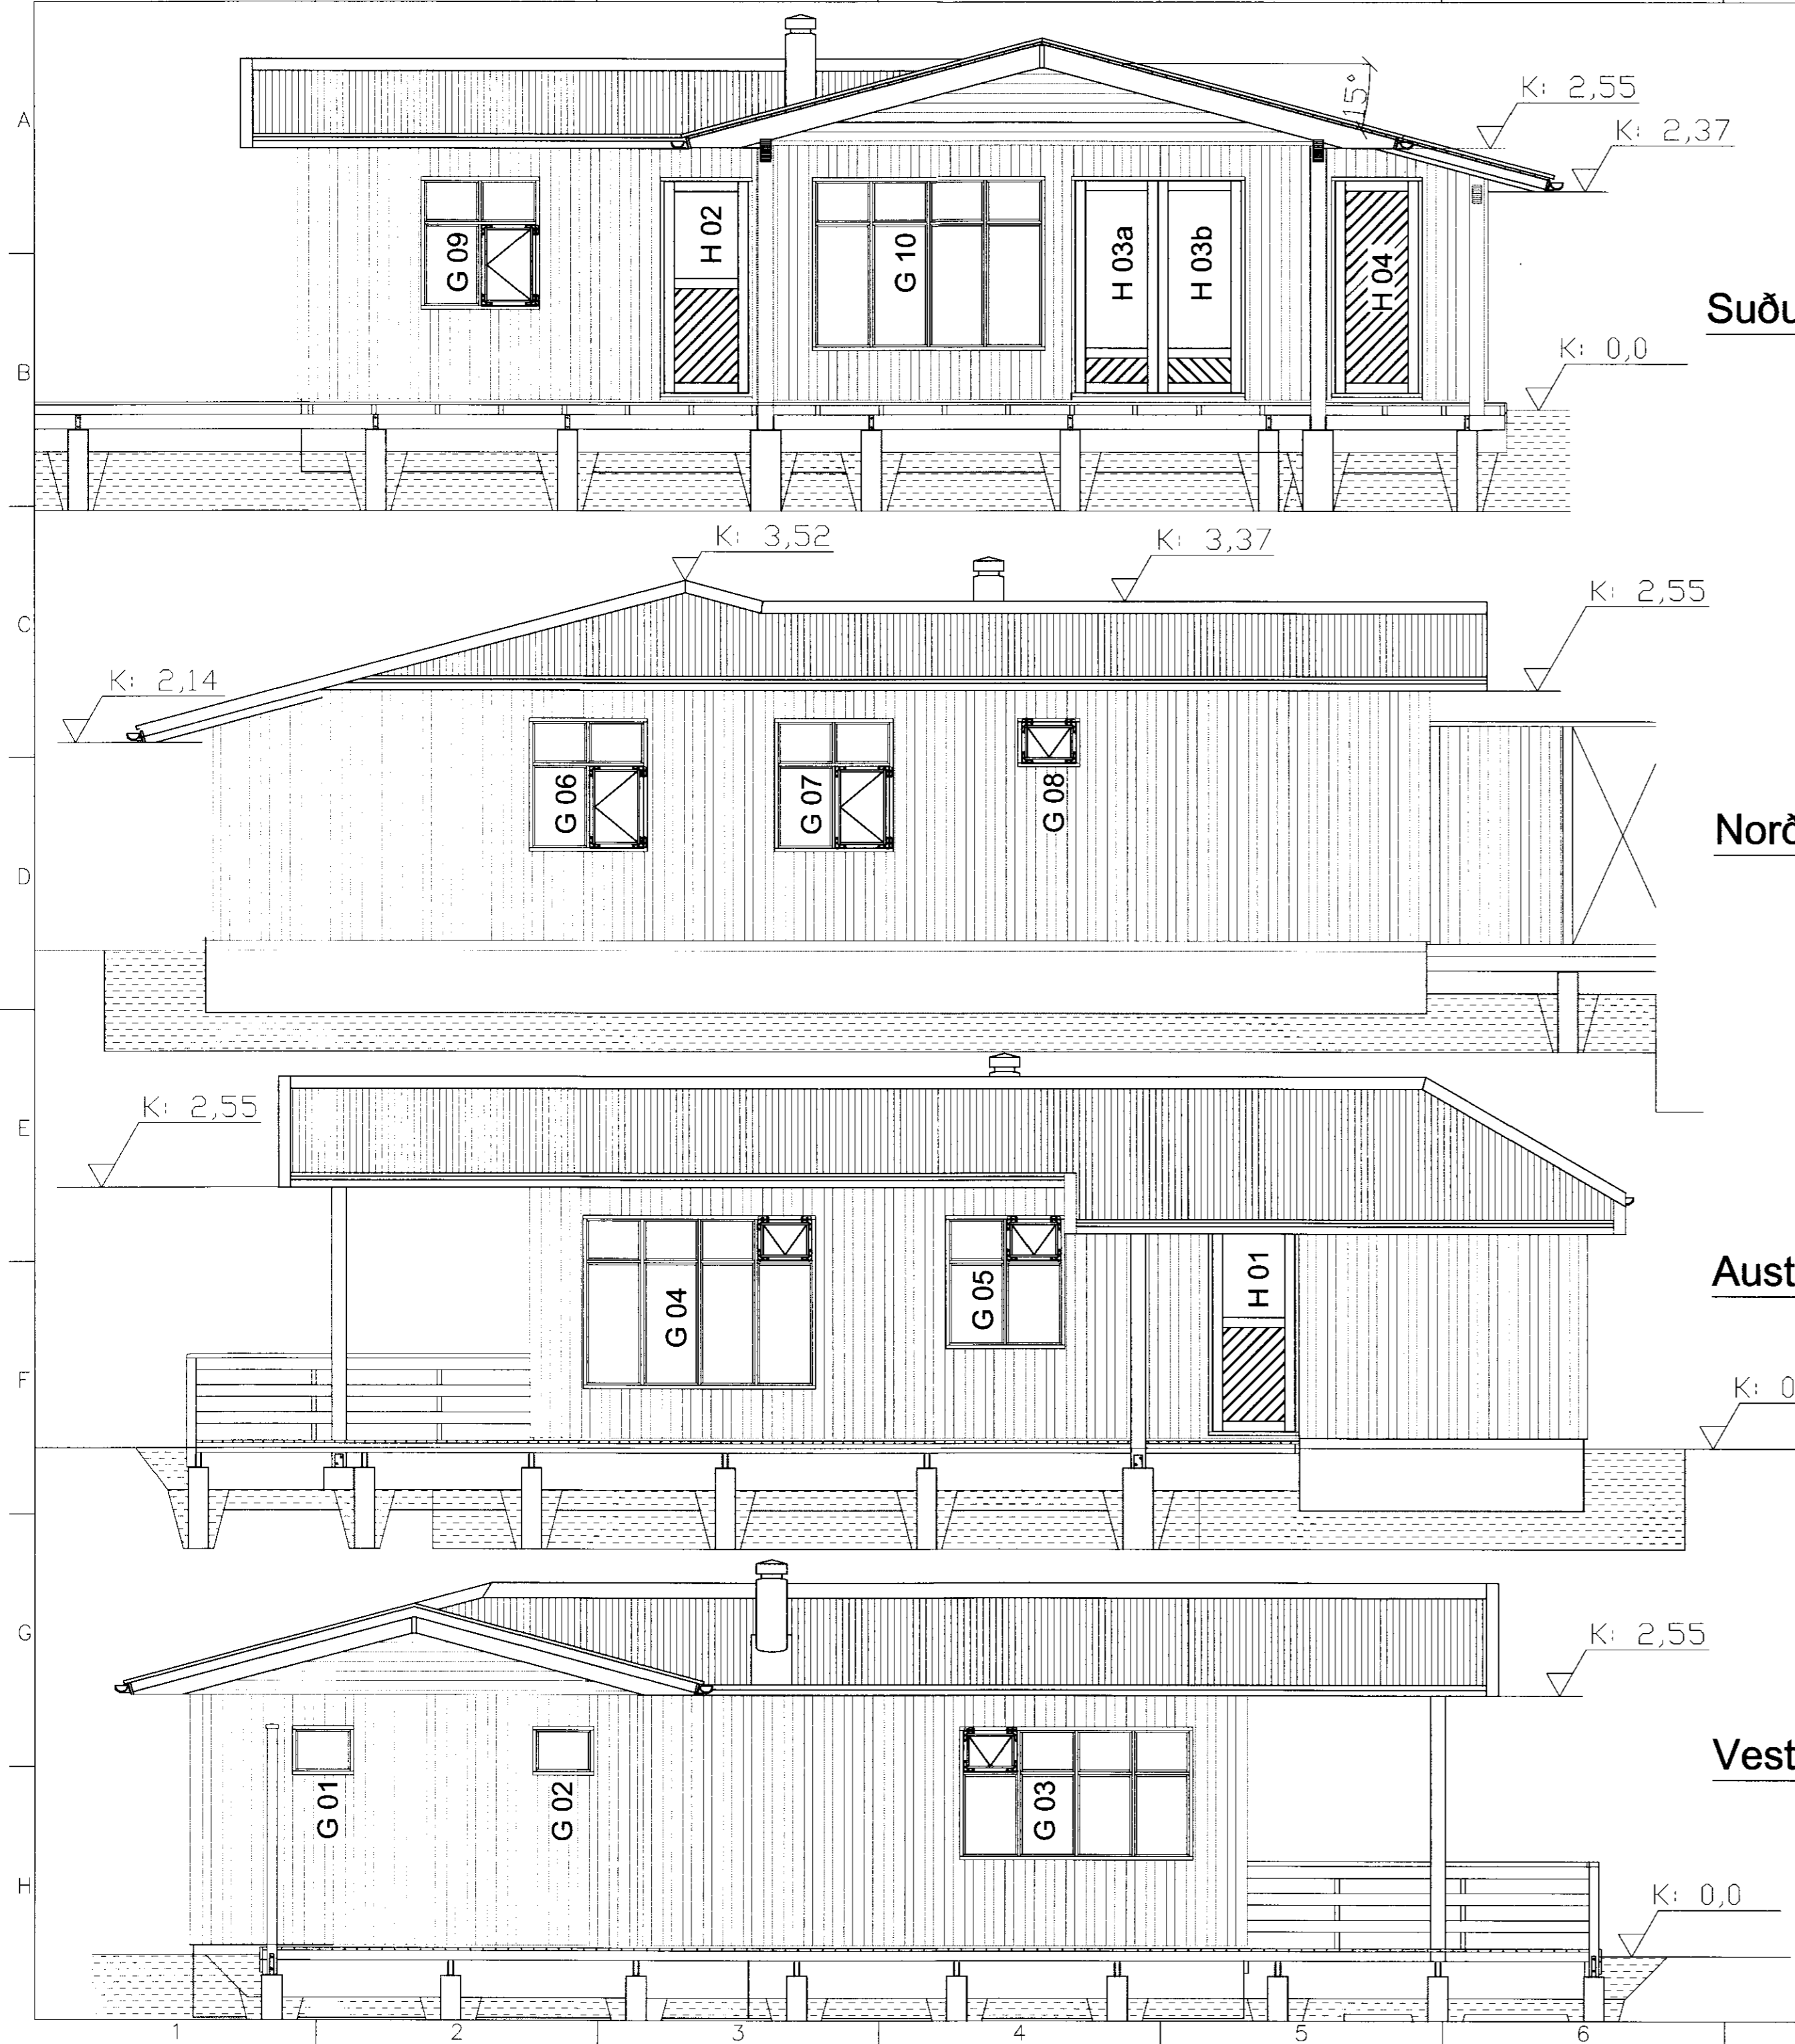 A
B
C
D
E
F
G
H
15°
K: 2,55
K: 2,37
G 09
H 02
G 10
H 03a
H 03b
H 04
Suðu
K: 0,0
K: 3,52
K: 3,37
K: 2,55
K: 2,14
G 06
G 07
G 08
Norð
K: 2,55
G 04
G 05
H 01
Aust
K: 0
K: 2,55
G 01
G 02
G 03
Vest
K: 0,0
1 2 3 4 5 6